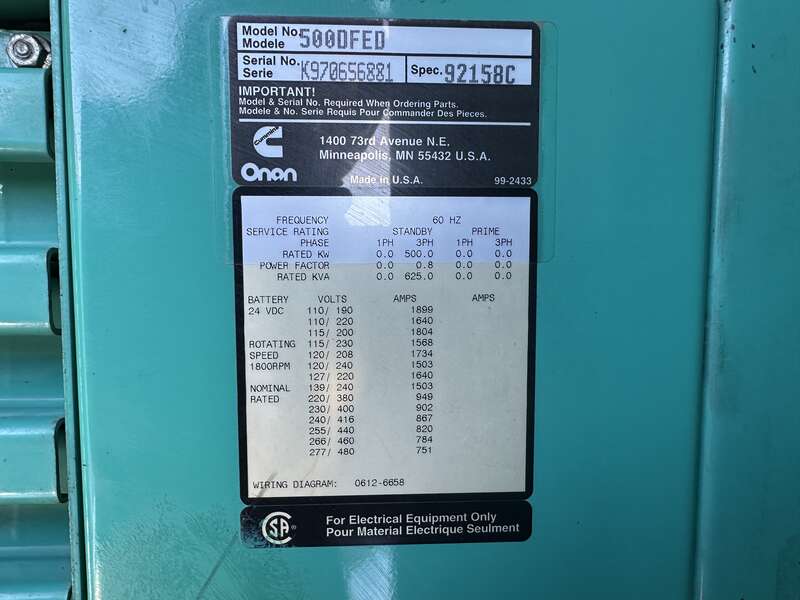 Model No. 500DFED
Modele
Serial No. K970656881 Spec. 92158C
Serie
IMPORTANT!
Model & Serial No. Required When Ordering Parts.
Modele & No. Serie Requis Pour Commander Des Pieces.
Cummins
Onan
1400 73rd Avenue N.E.
Minneapolis, MN 55432 U.S.A.
Made in U.S.A. 99-2433
FREQUENCY 60 HZ
SERVICE RATING STANDBY PRIME
PHASE 1PH 3PH 1PH 3PH
RATED KW 0.0 500.0 0.0 0.0
POWER FACTOR 0.0 0.8 0.0 0.0
RATED KVA 0.0 625.0 0.0 0.0
BATTERY VOLTS AMPS AMPS
24 VDC 110/ 190 1899
110/ 220 1640
115/ 200 1804
ROTATING 115/ 230 1568
SPEED 120/ 208 1734
1800RPM 120/ 240 1503
127/ 220 1640
NOMINAL 139/ 240 1503
RATED 220/ 380 949
230/ 400 902
240/ 416 867
255/ 440 820
266/ 460 784
277/ 480 751
WIRING DIAGRAM: 0612-6658
CSA ®
For Electrical Equipment Only
Pour Material Electrique Seulment